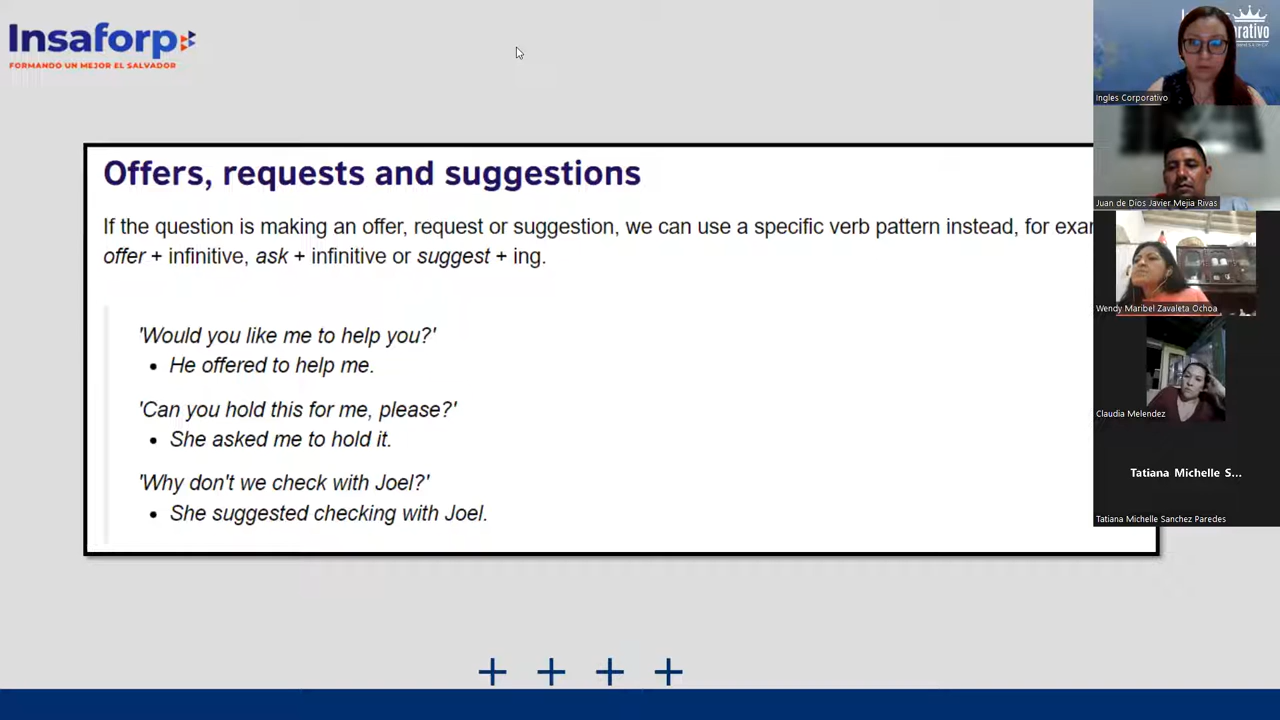 Insaforp
FORMANDO UN MEJOR EL SALVADOR
Offers, requests and suggestions
If the question is making an offer, request or suggestion, we can use a specific verb pattern instead, for exar
offer + infinitive, ask + infinitive or suggest + ing.
'Would you like me to help you?'
• He offered to help me.
'Can you hold this for me, please?'
• She asked me to hold it.
'Why don't we check with Joel?'
• She suggested checking with Joel.
Ingles Corporativo
Juan de Dios Javier Mejia Rivas
Wendy Maribel Zavaleta Ochoa
Claudia Melendez
Tatiana Michelle S...
Tatiana Michelle Sanchez Paredes